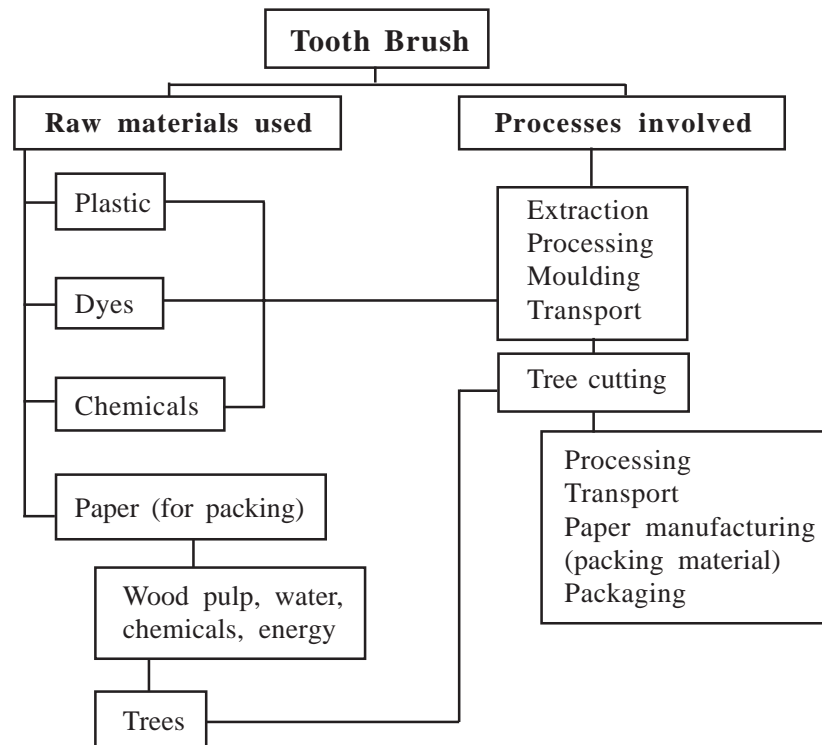 Tooth Brush
Raw materials used
Processes involved
Plastic
Dyes
Chemicals
Paper (for packing)
Wood pulp, water,
chemicals, energy
Trees
Extraction
Processing
Moulding
Transport
Tree cutting
Processing
Transport
Paper manufacturing
(packing material)
Packaging